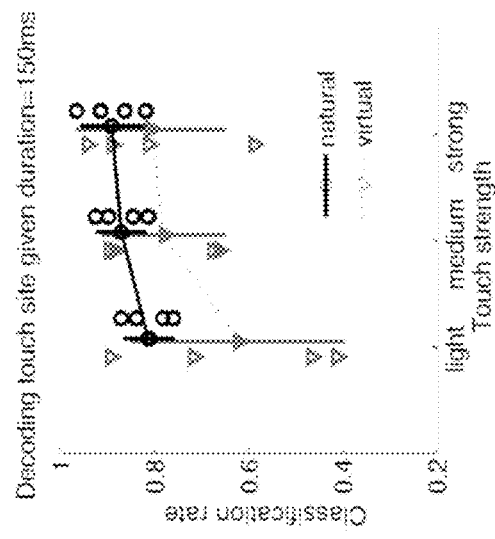 Decoding touch site given duration=150ms
1
0.8
0.6
0.4
0.2
Classification rate
natural
virtual
light medium strong
Touch strength